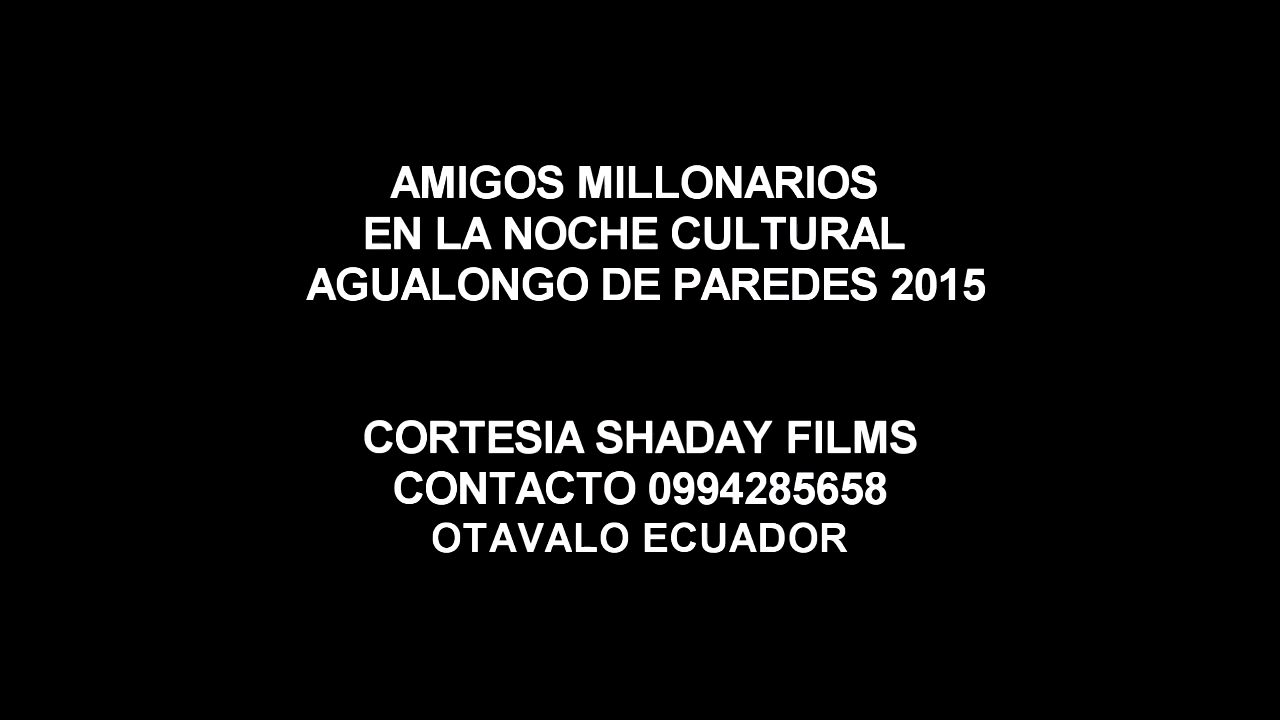 AMIGOS MILLONARIOS
EN LA NOCHE CULTURAL
AGUALONGO DE PAREDES 2015
CORTESIA SHADAY FILMS
CONTACTO 0994285658
OTAVALO ECUADOR